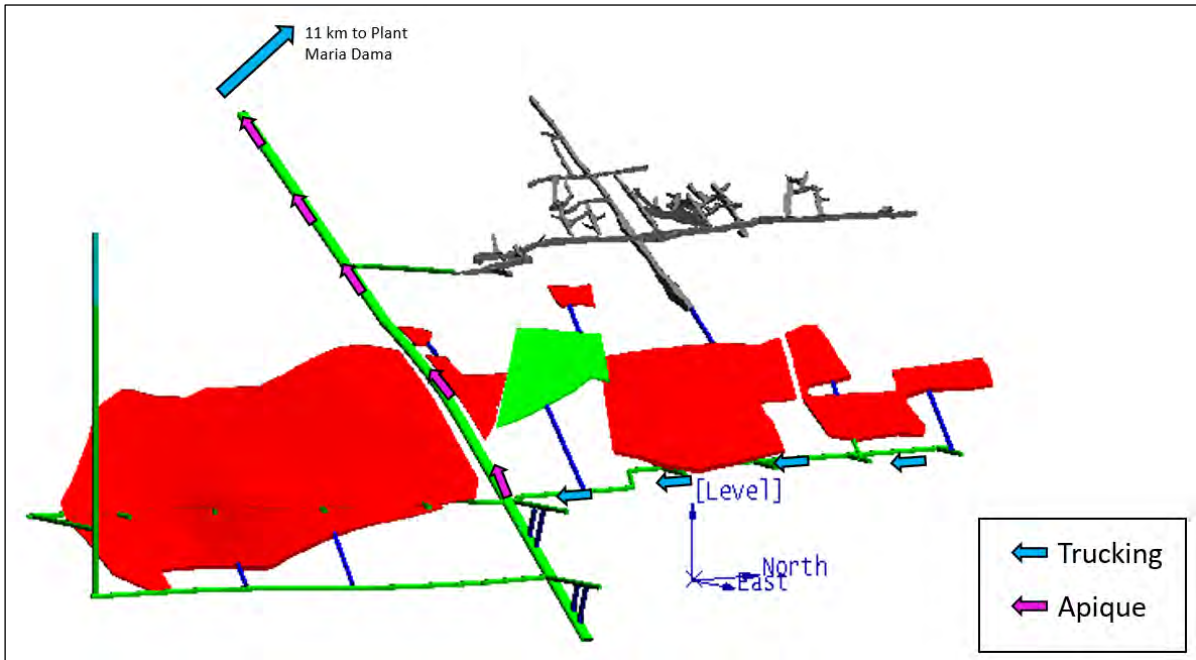 11 km to Plant
Maria Dama
[Level]
North
East
Trucking
Apique